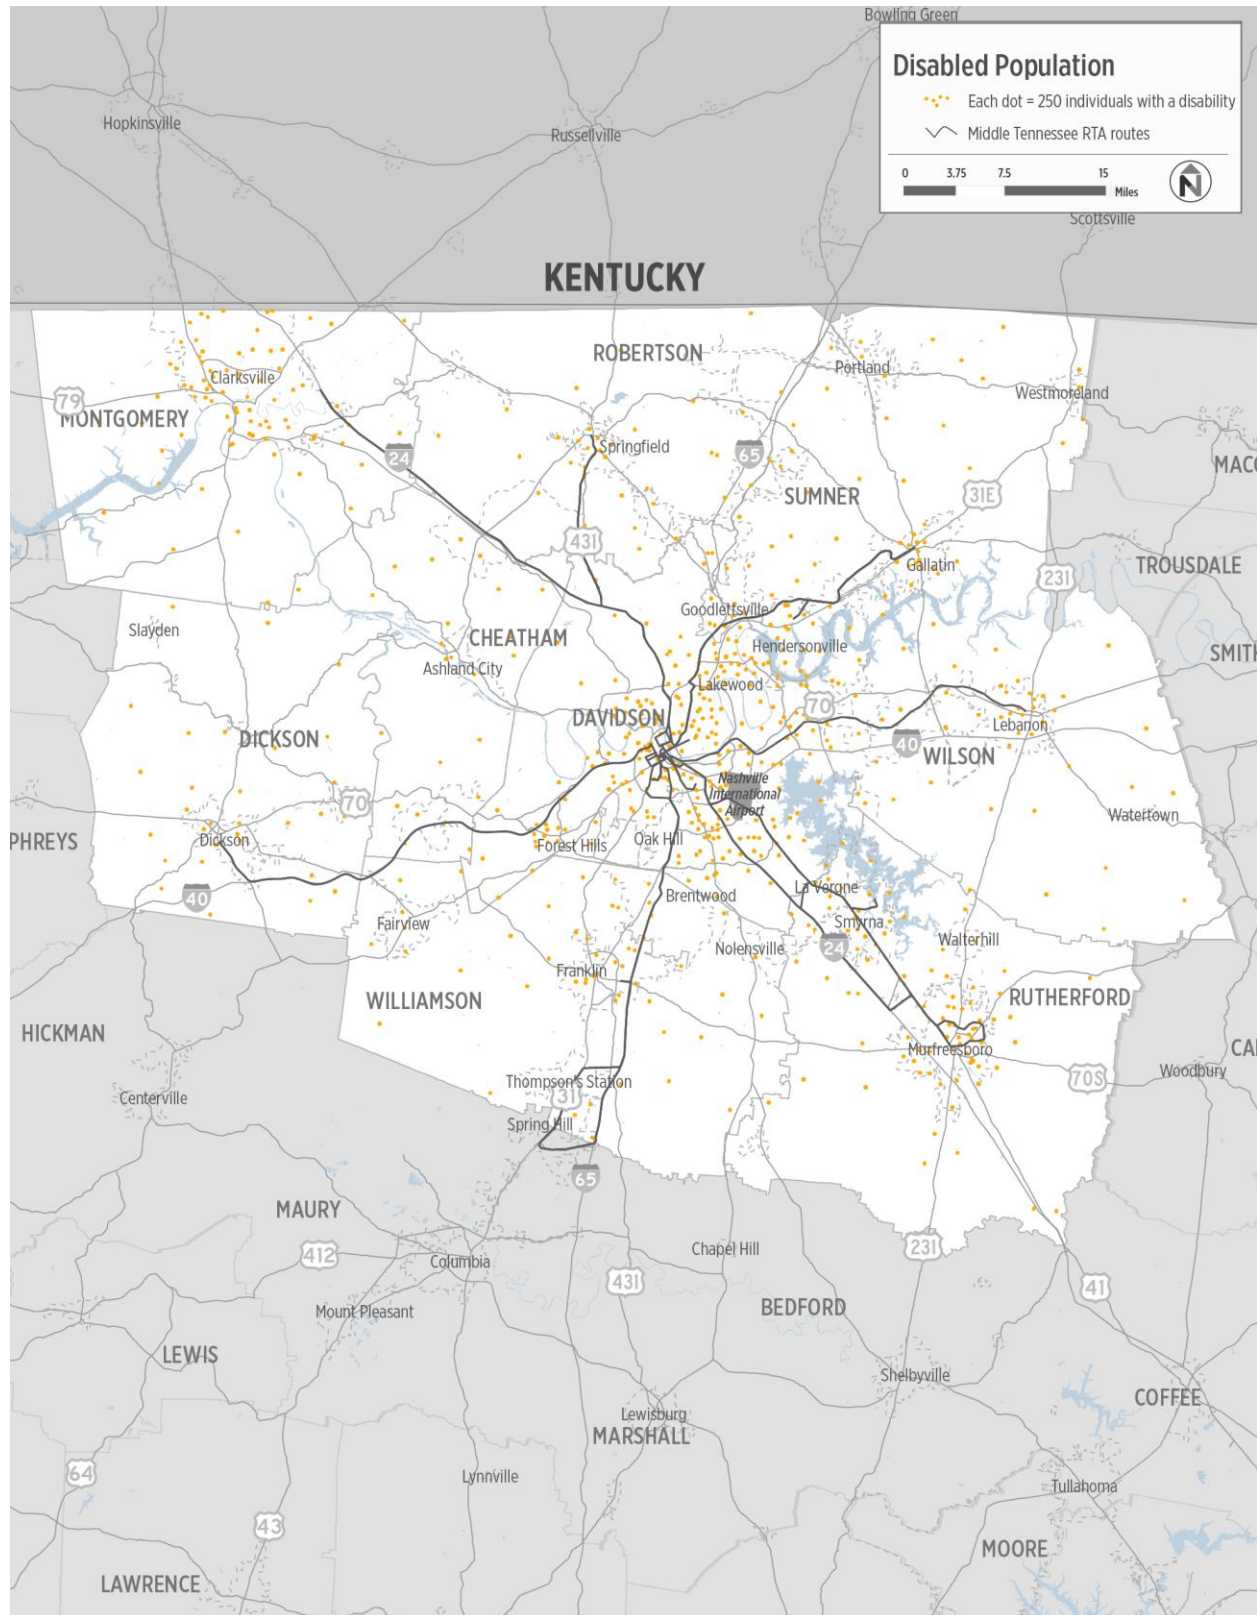 Bowling Green
Disabled Population
Each dot = 250 individuals with a disability
Middle Tennessee RTA routes
0 3.75 7.5 15
Miles
N
Hopkinsville
Russellville
Scottsville
KENTUCKY
ROBERTSON
Portland
Clarksville
Westmoreland
79
MONTGOMERY
24
Springfield
65
MACO
SUMNER
31E
431
Gallatin
TROUSDALE
231
Goodlettsville
Slayden
CHEATHAM
Hendersonville
SMITH
Ashland City
Lakewood
70
DAVIDSON
Lebanon
DICKSON
40
WILSON
Nashville
International
Airport
70
Watertown
PHREYS
Dickson
Forest Hills
Oak Hill
La Vergne
40
Brentwood
Fairview
Smyrna
24
Nolensville
Walterhill
Franklin
WILLIAMSON
RUTHERFORD
HICKMAN
Murfreesboro
CAN
Woodbury
70S
Thompson's Station
31
Centerville
Spring Hill
65
MAURY
412
Columbia
Chapel Hill
231
431
41
Mount Pleasant
BEDFORD
LEWIS
Shelbyville
COFFEE
Lewisburg
MARSHALL
64
Lynnville
Tullahoma
43
MOORE
LAWRENCE